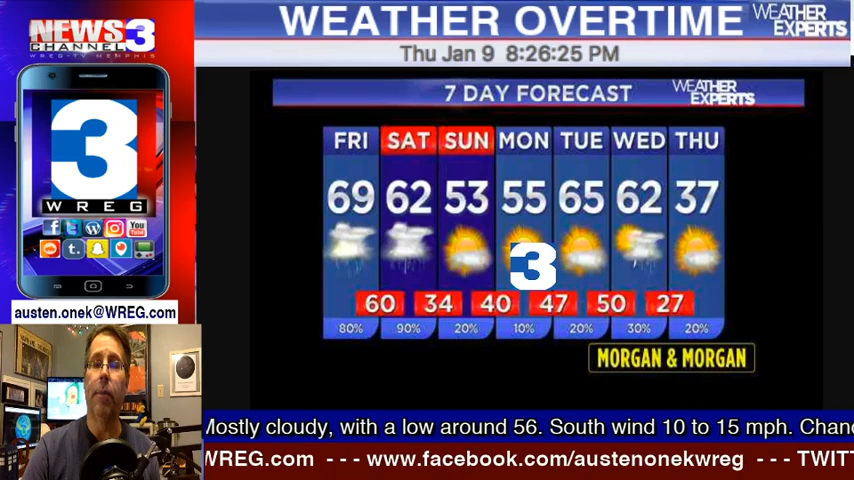 NEWS
CHANNEL 3
WREG-TV MEMPHIS
3
WREG
You
Tube
t.
austen.onek@WREG.com
WEATHER OVERTIME
WEATHER
EXPERTS
Thu Jan 9 8:26:25 PM
7 DAY FORECAST
WEATHER
EXPERTS
FRI SAT SUN MON TUE WED THU
69 62 53 55 65 62 37
3
60 34 40 47 50 27
80% 90% 20% 10% 20% 30% 20%
MORGAN & MORGAN
Mostly cloudy, with a low around 56. South wind 10 to 15 mph. Chanc
WREG.com --- www.facebook.com/austenonekwreg --- TWITT